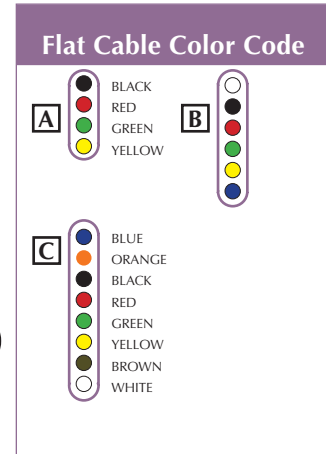 Flat Cable Color Code
A
BLACK
RED
GREEN
YELLOW
B
C
BLUE
ORANGE
BLACK
RED
GREEN
YELLOW
BROWN
WHITE